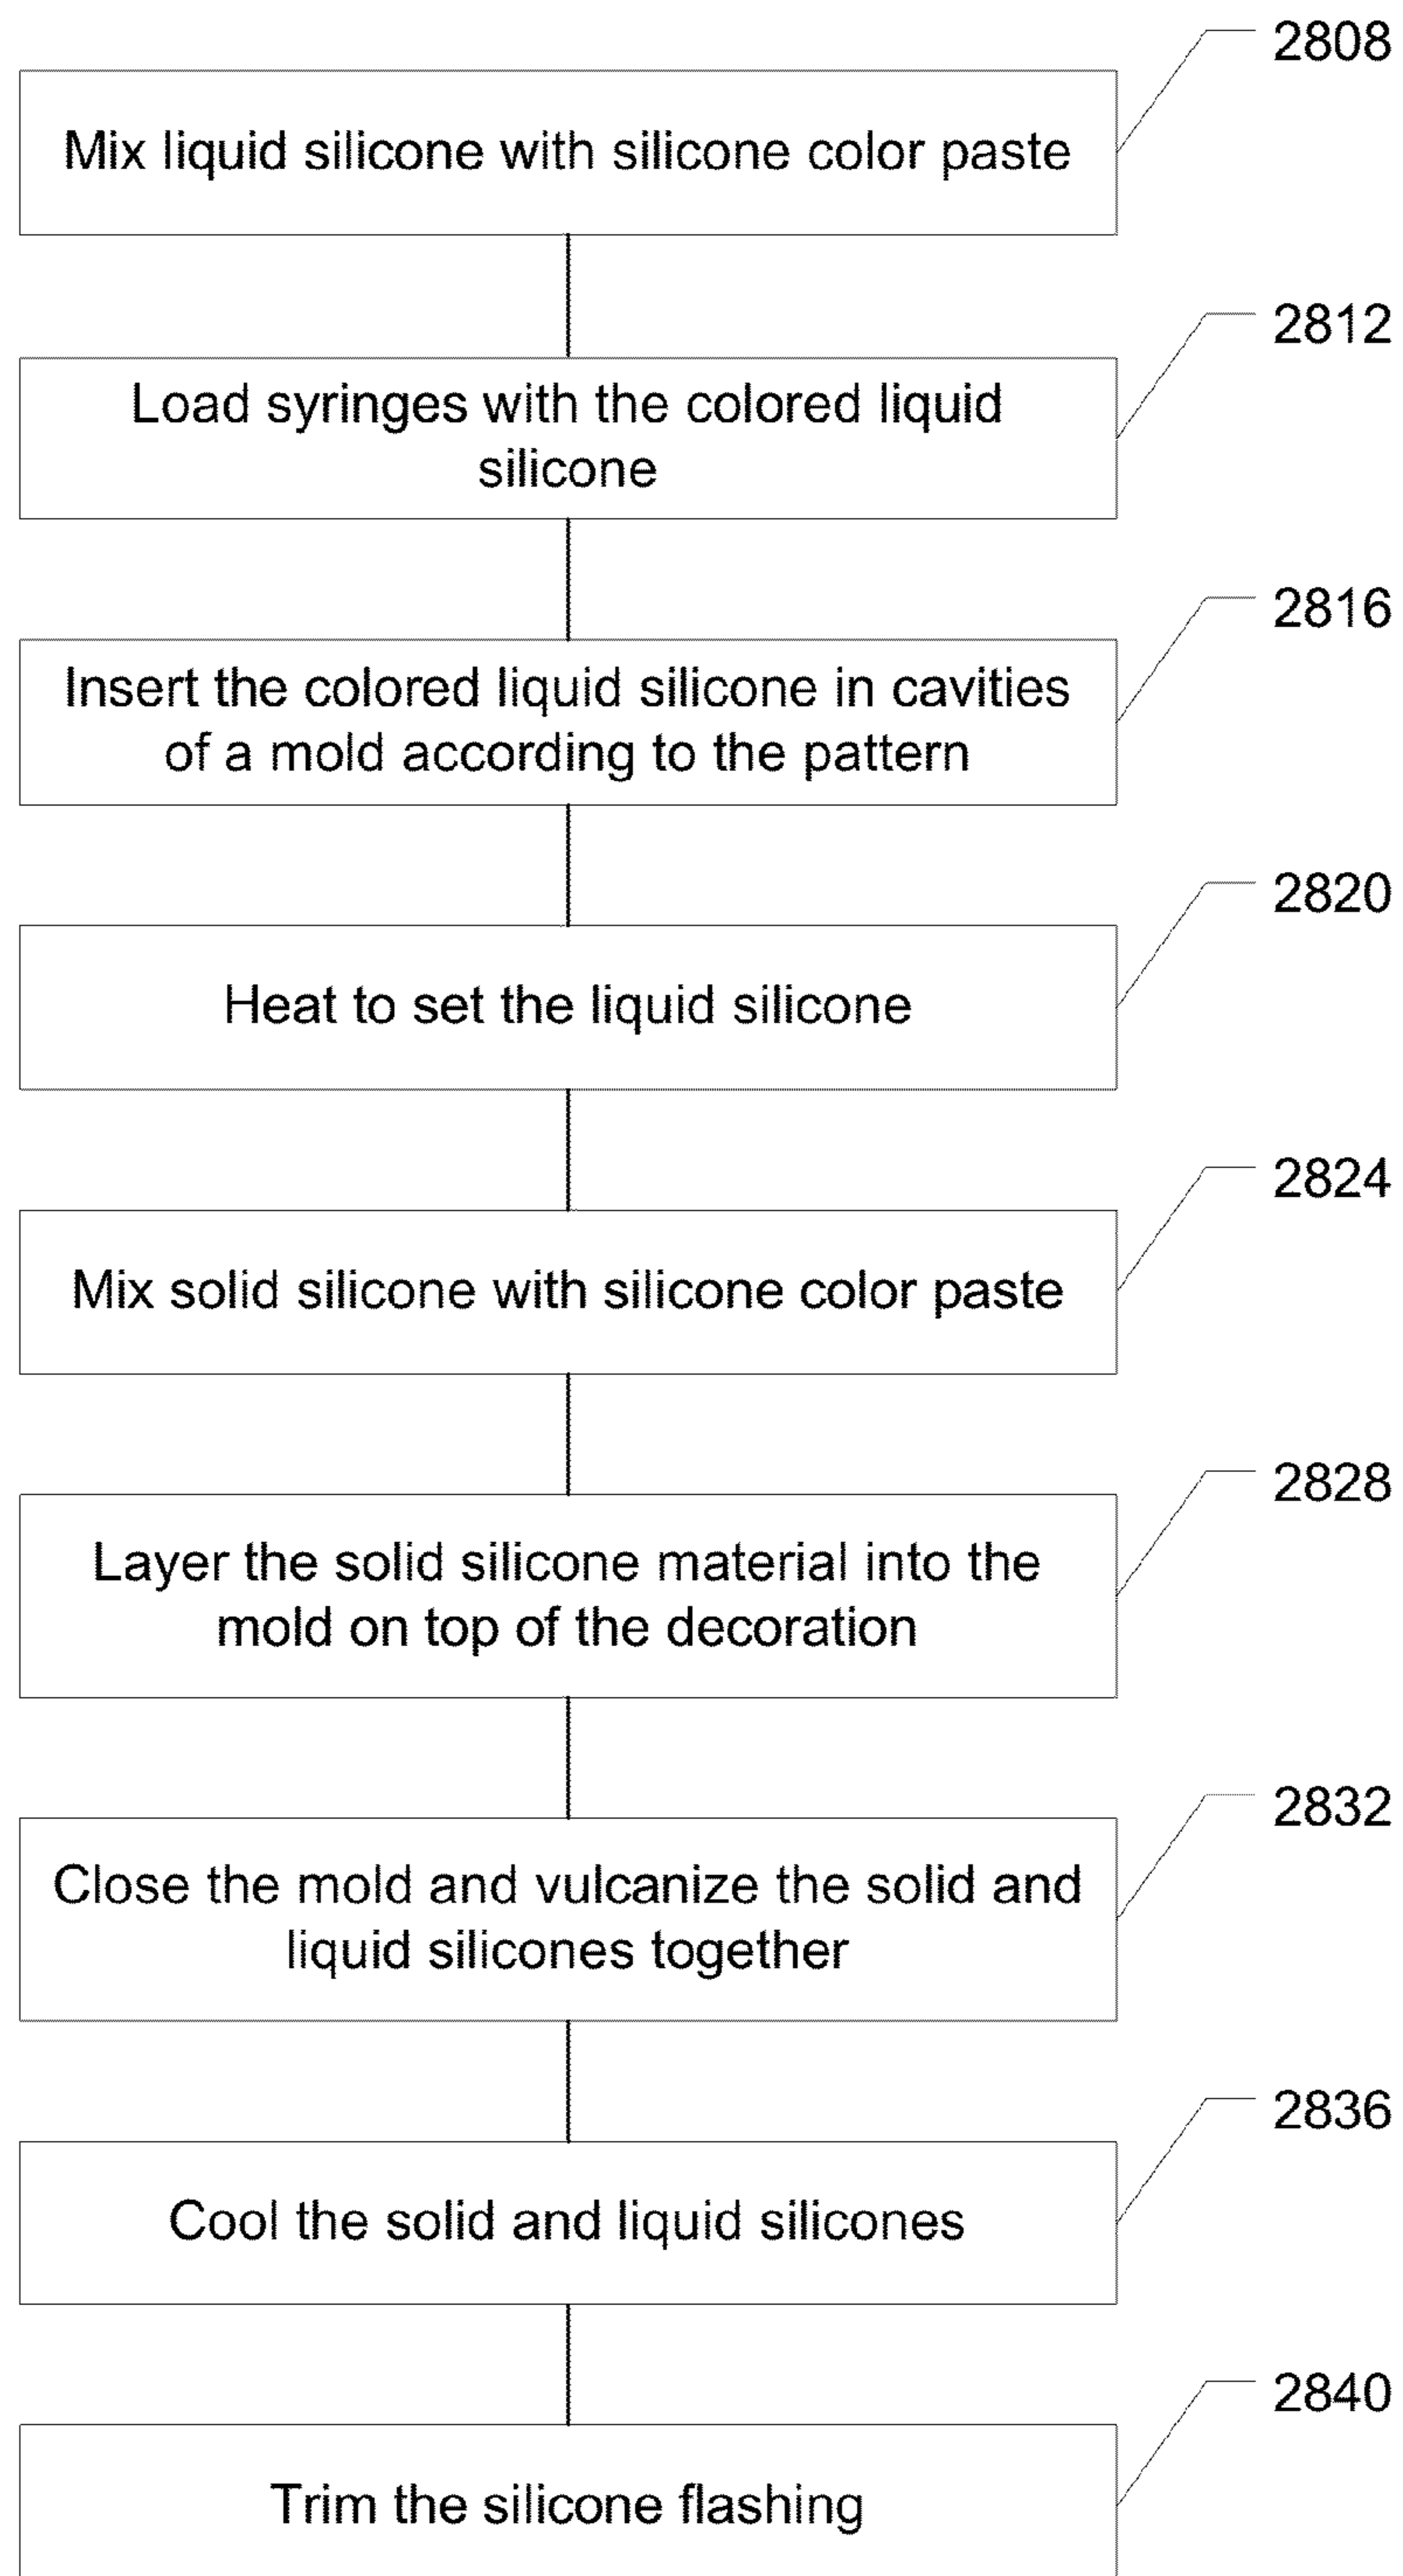 2808
Mix liquid silicone with silicone color paste
2812
Load syringes with the colored liquid
silicone
2816
Insert the colored liquid silicone in cavities
of a mold according to the pattern
2820
Heat to set the liquid silicone
2824
Mix solid silicone with silicone color paste
2828
Layer the solid silicone material into the
mold on top of the decoration
2832
Close the mold and vulcanize the solid and
liquid silicones together
2836
Cool the solid and liquid silicones
2840
Trim the silicone flashing